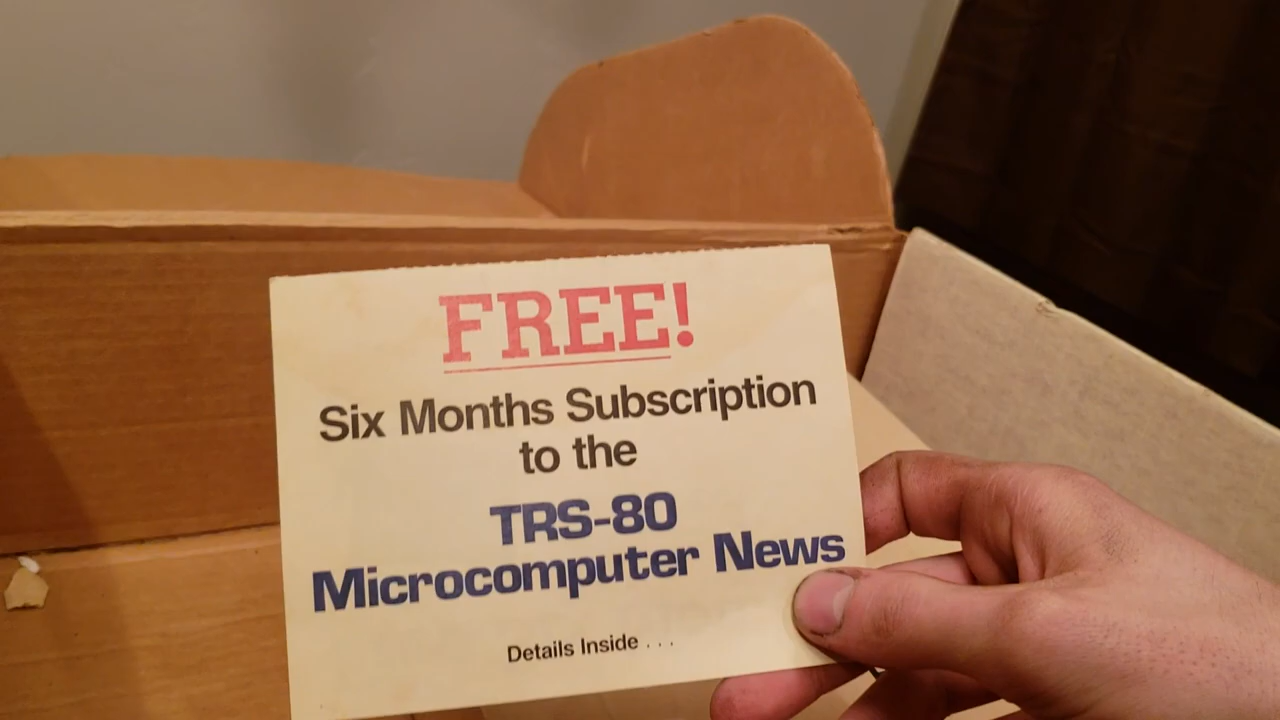 FREE!
Six Months Subscription
to the
TRS-80
Microcomputer News
Details Inside . . .